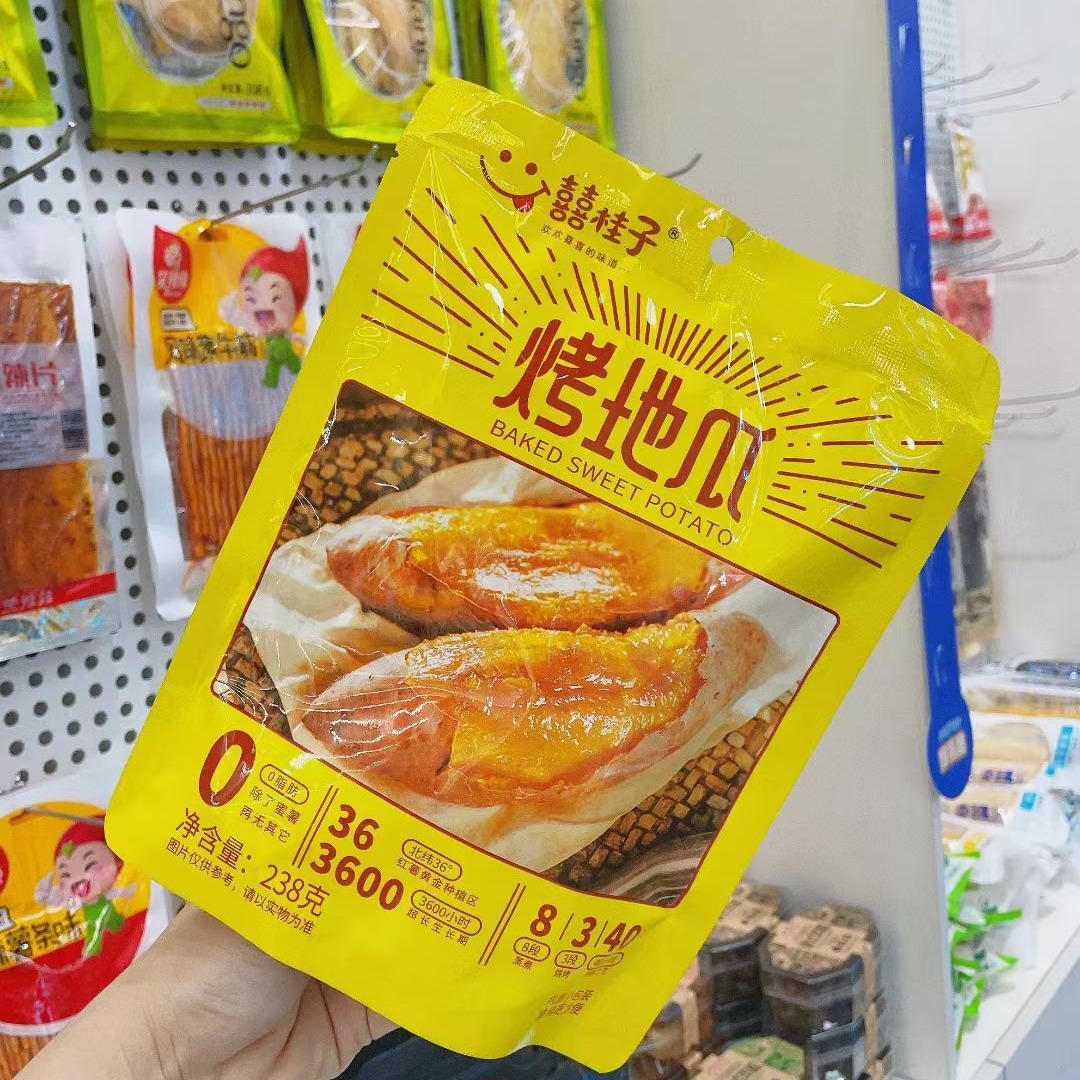 囍桂子®
欢欢喜喜的味道...
烤地瓜
BAKED SWEET POTATO
0
0脂肪
除了蜜薯
再无其它
36
北纬36°
红薯黄金种植区
3600
3600小时
超长生长期
8|3|40
8段
蒸煮
3段
烘烤
净含量：238克
图片仅供参考，请以实物为准
辣片